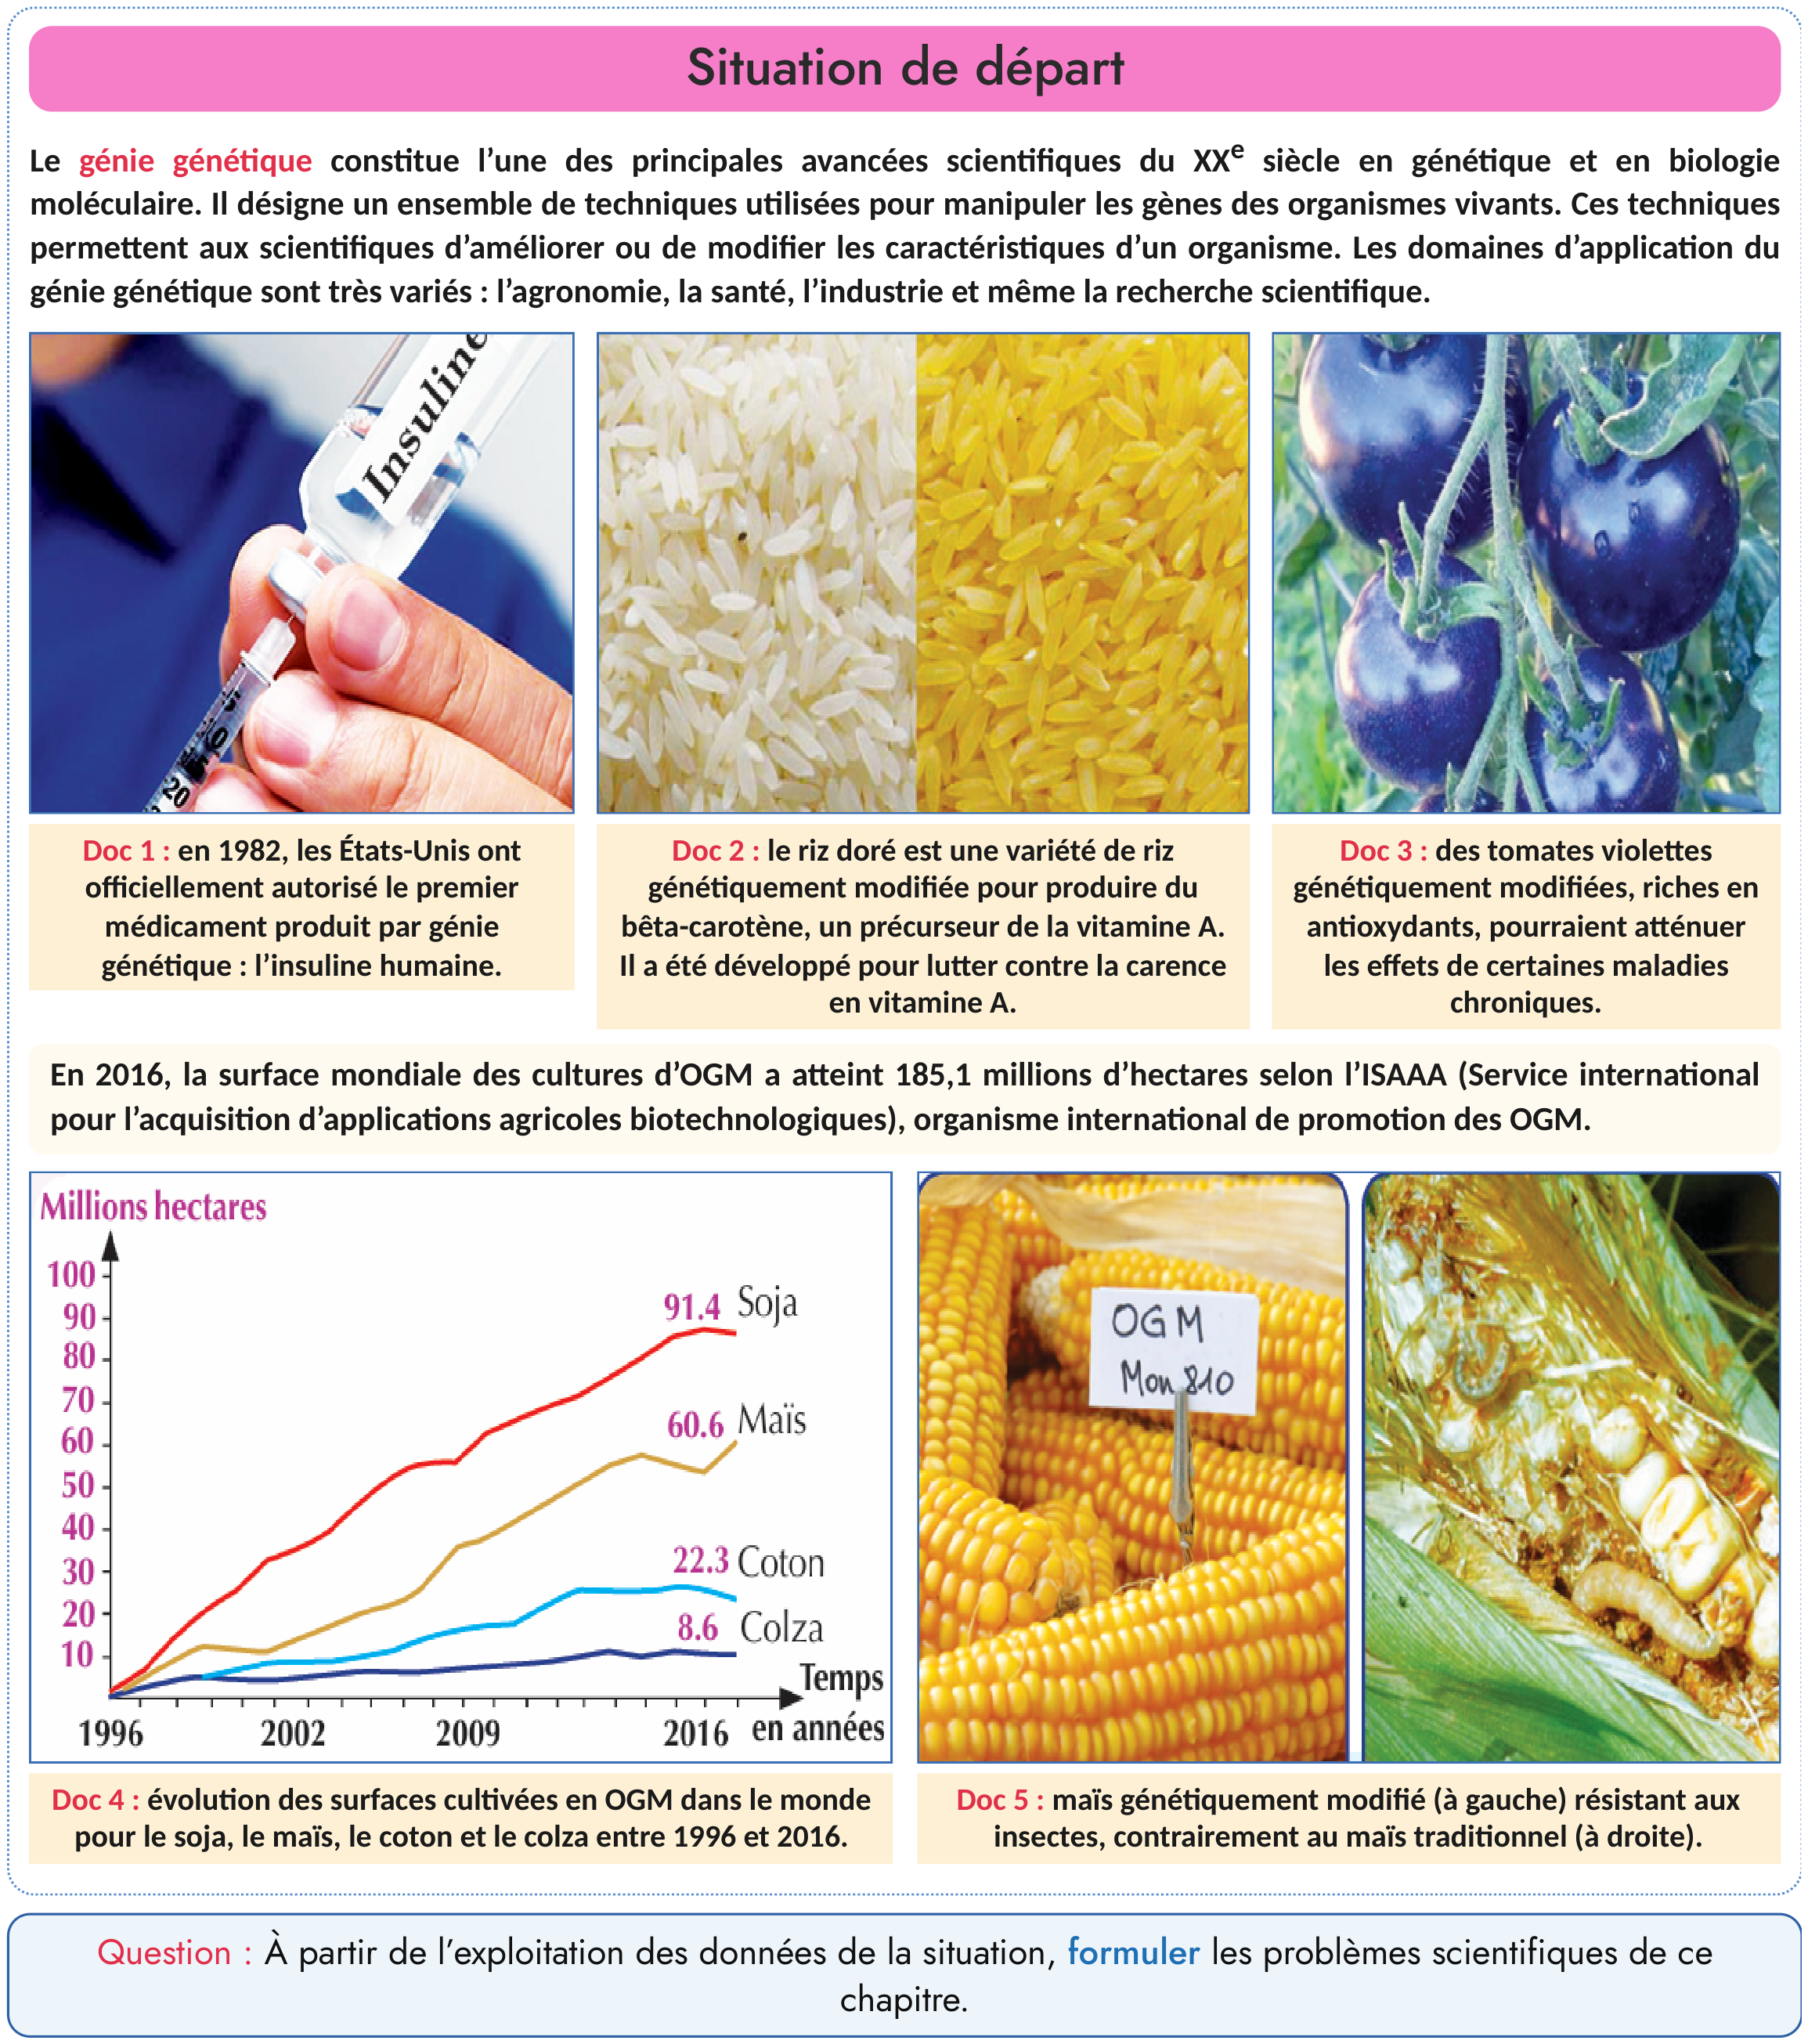 Situation de départ
Le génie génétique constitue l’une des principales avancées scientifiques du XXe siècle en génétique et en biologie
moléculaire. Il désigne un ensemble de techniques utilisées pour manipuler les gènes des organismes vivants. Ces techniques
permettent aux scientifiques d’améliorer ou de modifier les caractéristiques d’un organisme. Les domaines d’application du
génie génétique sont très variés : l’agronomie, la santé, l’industrie et même la recherche scientifique.
Insuline
20
Doc 1 : en 1982, les États-Unis ont
officiellement autorisé le premier
médicament produit par génie
génétique : l’insuline humaine.
Doc 2 : le riz doré est une variété de riz
génétiquement modifiée pour produire du
bêta-carotène, un précurseur de la vitamine A.
Il a été développé pour lutter contre la carence
en vitamine A.
Doc 3 : des tomates violettes
génétiquement modifiées, riches en
antioxydants, pourraient atténuer
les effets de certaines maladies
chroniques.
En 2016, la surface mondiale des cultures d’OGM a atteint 185,1 millions d’hectares selon l’ISAAA (Service international
pour l’acquisition d’applications agricoles biotechnologiques), organisme international de promotion des OGM.
Millions hectares
100
90
80
70
60
50
40
30
20
10
91.4 Soja
60.6 Maïs
22.3 Coton
8.6 Colza
Temps
en années
1996 2002 2009 2016
OGM
Mon 810
Doc 4 : évolution des surfaces cultivées en OGM dans le monde
pour le soja, le maïs, le coton et le colza entre 1996 et 2016.
Doc 5 : maïs génétiquement modifié (à gauche) résistant aux
insectes, contrairement au maïs traditionnel (à droite).
Question : À partir de l’exploitation des données de la situation, formuler les problèmes scientifiques de ce
chapitre.